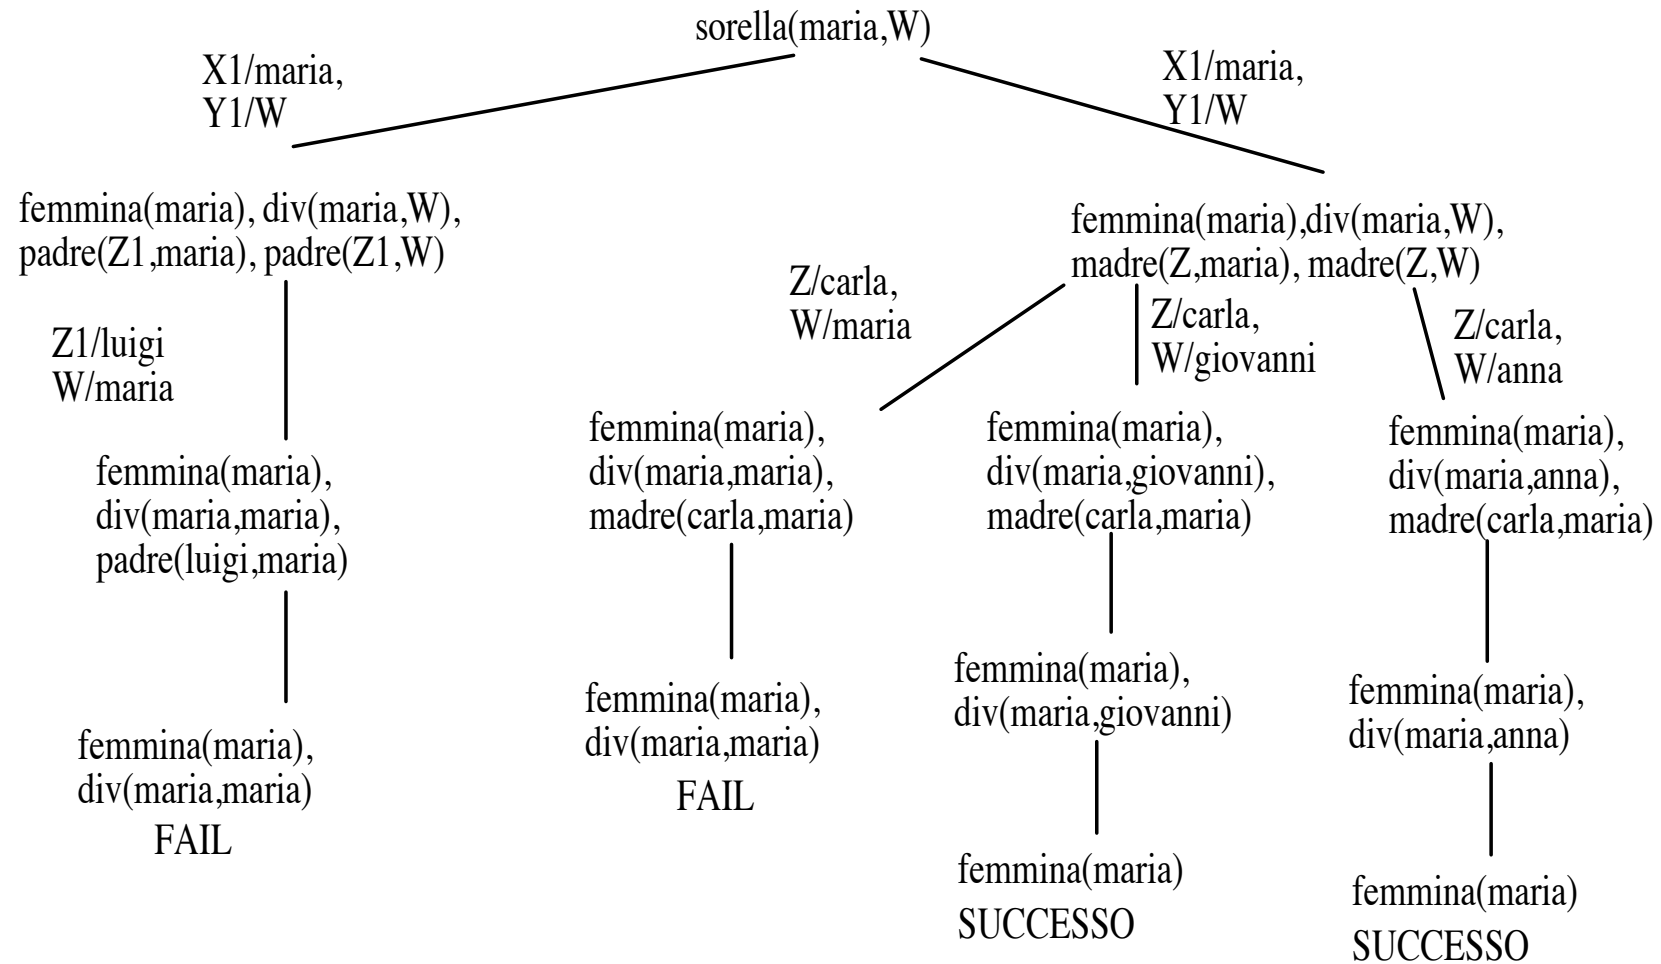 sorella(maria,W)
X1/maria,
Y1/W
X1/maria,
Y1/W
femmina(maria), div(maria,W),
padre(Z1,maria), padre(Z1,W)
femmina(maria),div(maria,W),
madre(Z,maria), madre(Z,W)
Z1/luigi
W/maria
Z/carla,
W/maria
Z/carla,
W/giovanni
Z/carla,
W/anna
femmina(maria),
div(maria,maria),
padre(luigi,maria)
femmina(maria),
div(maria,maria),
madre(carla,maria)
femmina(maria),
div(maria,giovanni),
madre(carla,maria)
femmina(maria),
div(maria,anna),
madre(carla,maria)
femmina(maria),
div(maria,maria)
FAIL
femmina(maria),
div(maria,maria)
FAIL
femmina(maria),
div(maria,giovanni)
femmina(maria),
div(maria,anna)
femmina(maria)
SUCCESSO
femmina(maria)
SUCCESSO